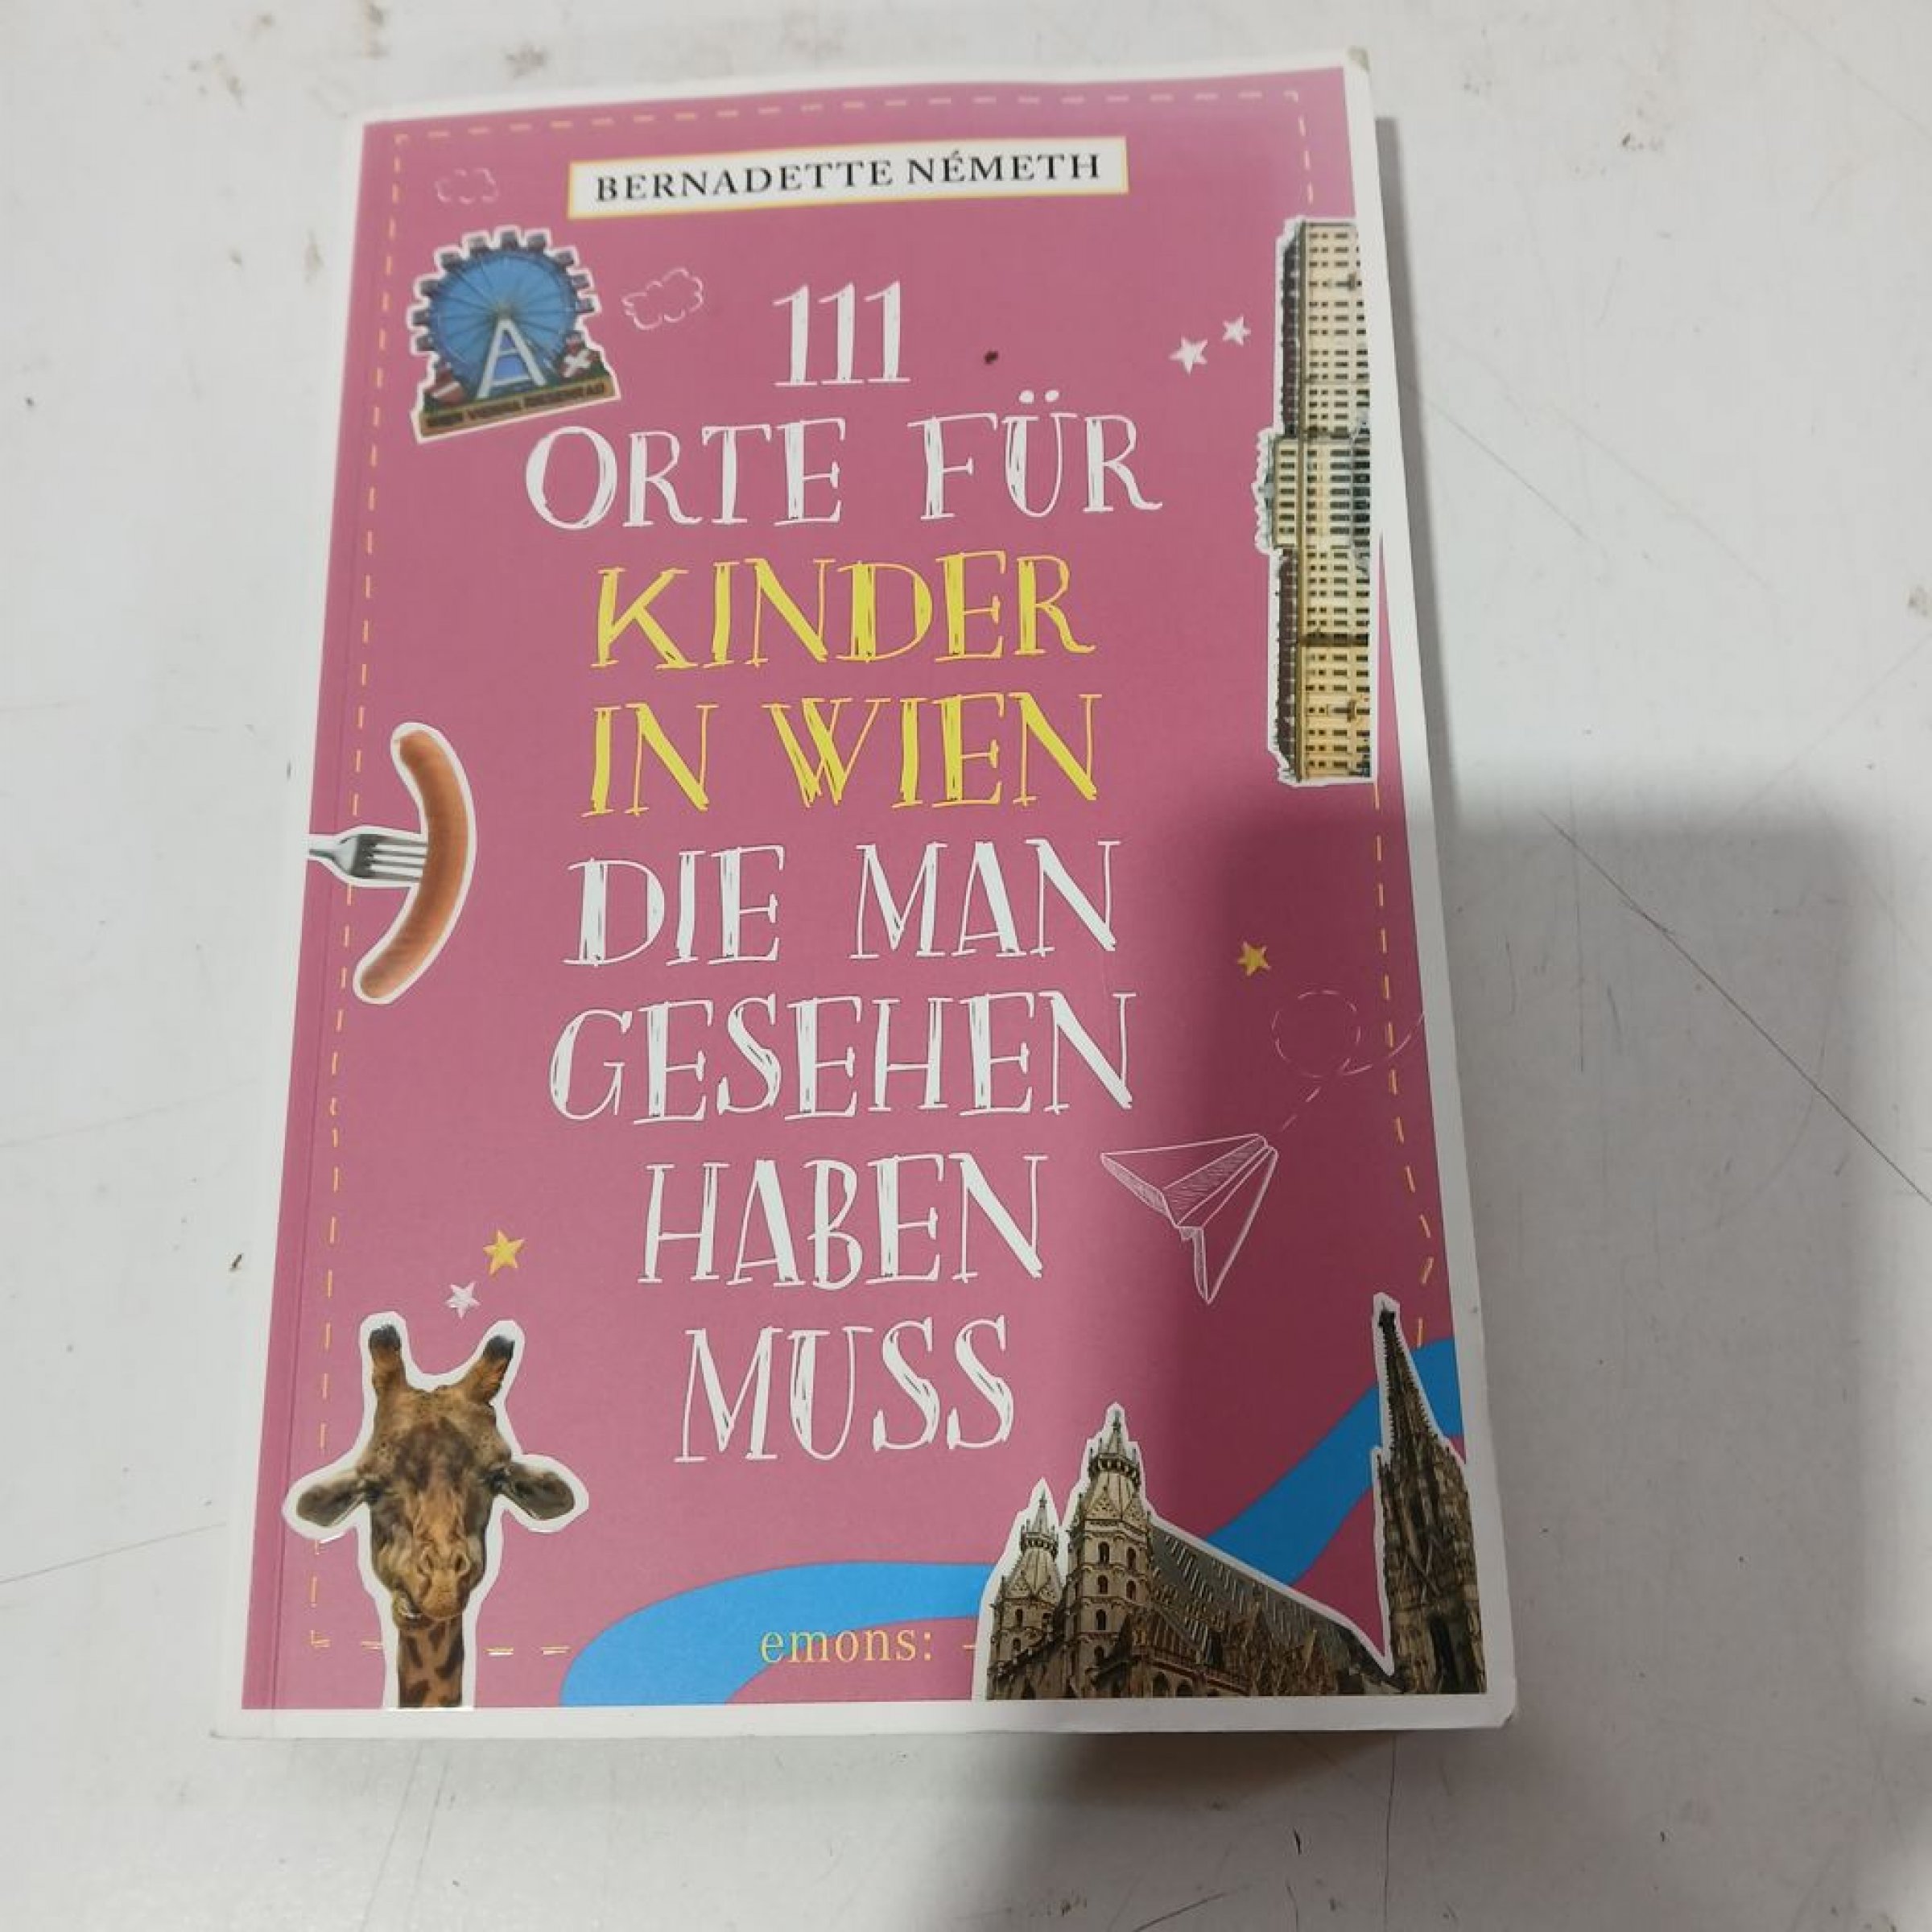 BERNADETTE NÉMETH
111
ORTE FÜR
KINDER
IN WIEN
DIE MAN
GESEHEN
HABEN
MUSS
emons: